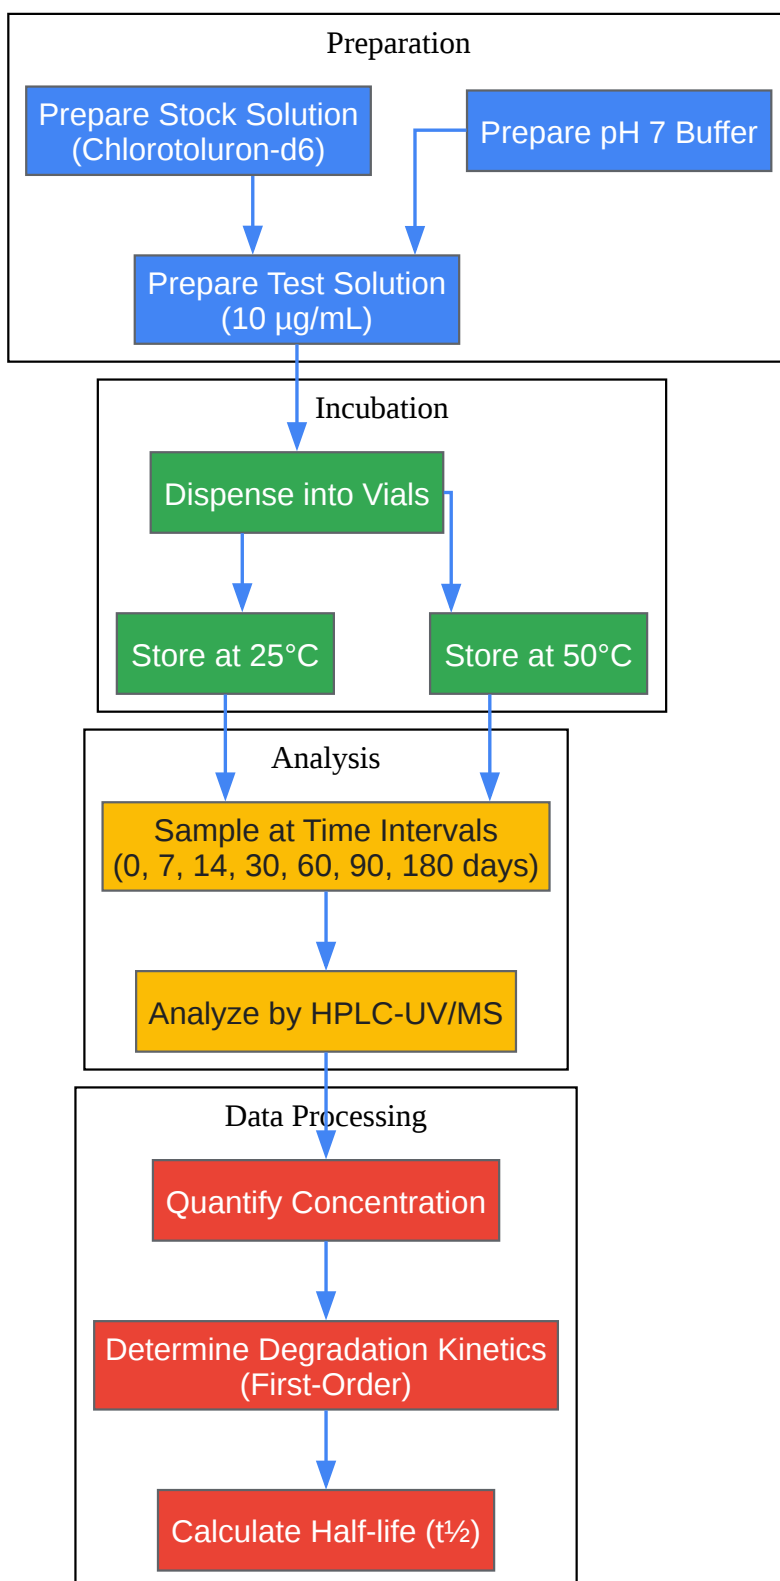 Preparation
Prepare Stock Solution
(Chlorotoluron-d6)
Prepare pH 7 Buffer
Prepare Test Solution
(10 µg/mL)
Incubation
Dispense into Vials
Store at 25°C
Store at 50°C
Analysis
Sample at Time Intervals
(0, 7, 14, 30, 60, 90, 180 days)
Analyze by HPLC-UV/MS
Data Processing
Quantify Concentration
Determine Degradation Kinetics
(First-Order)
Calculate Half-life (t½)